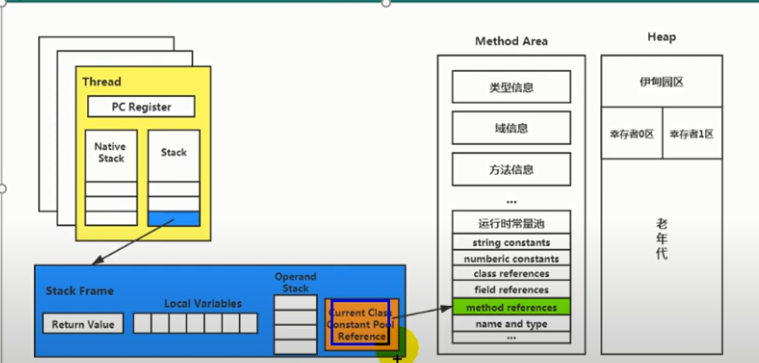 Thread
PC Register
Native
Stack
Stack
Stack Frame
Return Value
Local Variables
Operand
Stack
Current Class
Constant Pool
Reference
Method Area
类型信息
域信息
方法信息
...
运行时常量池
string constants
numberic constants
class references
field references
method references
name and type
...
Heap
伊甸园区
幸存者0区
幸存者1区
老年代